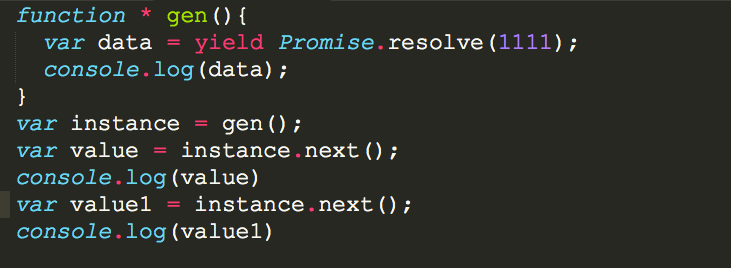 function * gen(){
  var data = yield Promise.resolve(1111);
  console.log(data);
}
var instance = gen();
var value = instance.next();
console.log(value)
var value1 = instance.next();
console.log(value1)